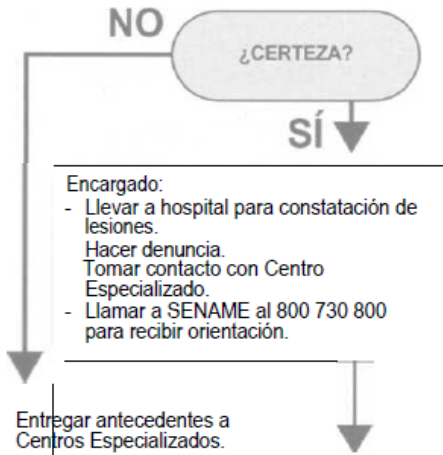 NO
¿CERTEZA?
SÍ
Encargado:
- Llevar a hospital para constatación de
lesiones.
Hacer denuncia.
Tomar contacto con Centro
Especializado.
- Llamar a SENAME al 800 730 800
para recibir orientación.
Entregar antecedentes a
Centros Especializados.